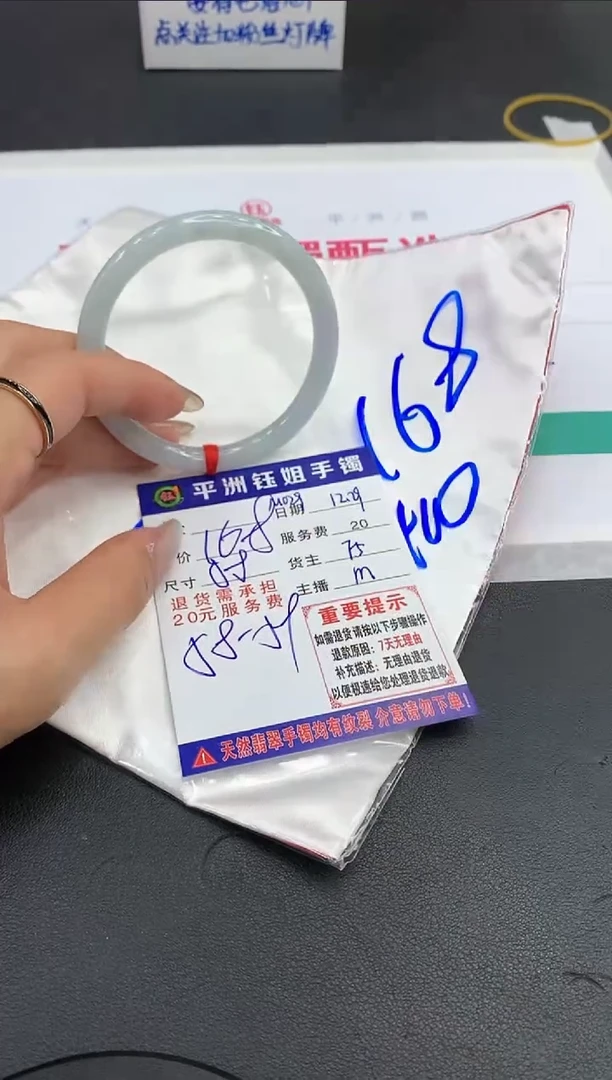 点关注加粉丝灯牌
168
平洲钰姐手镯
日期 1209
价 168 服务费 20
尺寸 货主 75
退货需承担 主播 m
20元服务费
重要提示
如需退货请按以下步骤操作
退款原因: 7天无理由
补充描述: 无理由退货
以便极速给您处理退货退款
天然翡翠手镯均有纹裂 介意请勿下单!